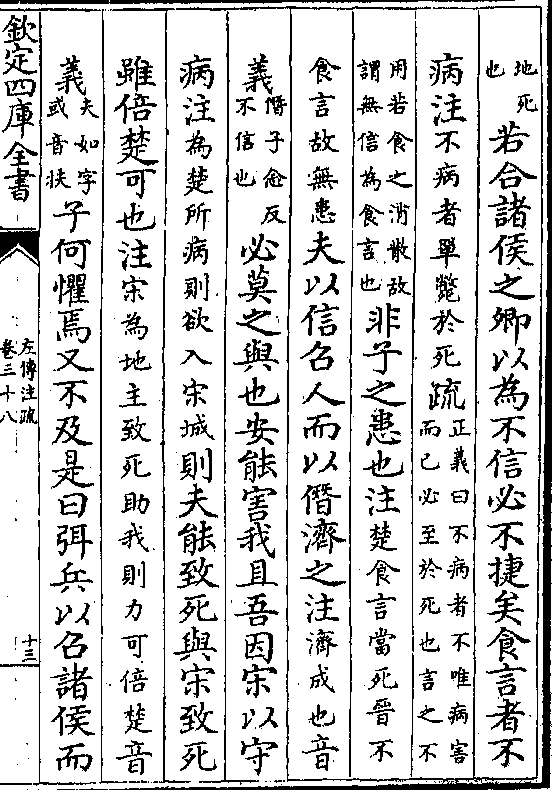 地死
也
若合諸侯之卿以為不信必不捷矣食言者不
病注不病者單斃於死疏
正義曰不病者不唯病害
而已必至於死也言之不
用若食之消散故
謂無信為食言也
非子之患也注楚食言當死晉不
食言故無患夫以信召人而以僭濟之注濟成也音
義
僭子念反
不信也
必莫之與也安能害我且吾因宋以守
病注為楚所病則欲入宋城則夫能致死與宋致死
雖倍楚可也注宋為地主致死助我則力可倍楚音
義
夫如字
或音扶
子何懼焉又不及是曰弭兵以召諸侯而
欽定四庫全書
左傳注疏
卷三十八
十三